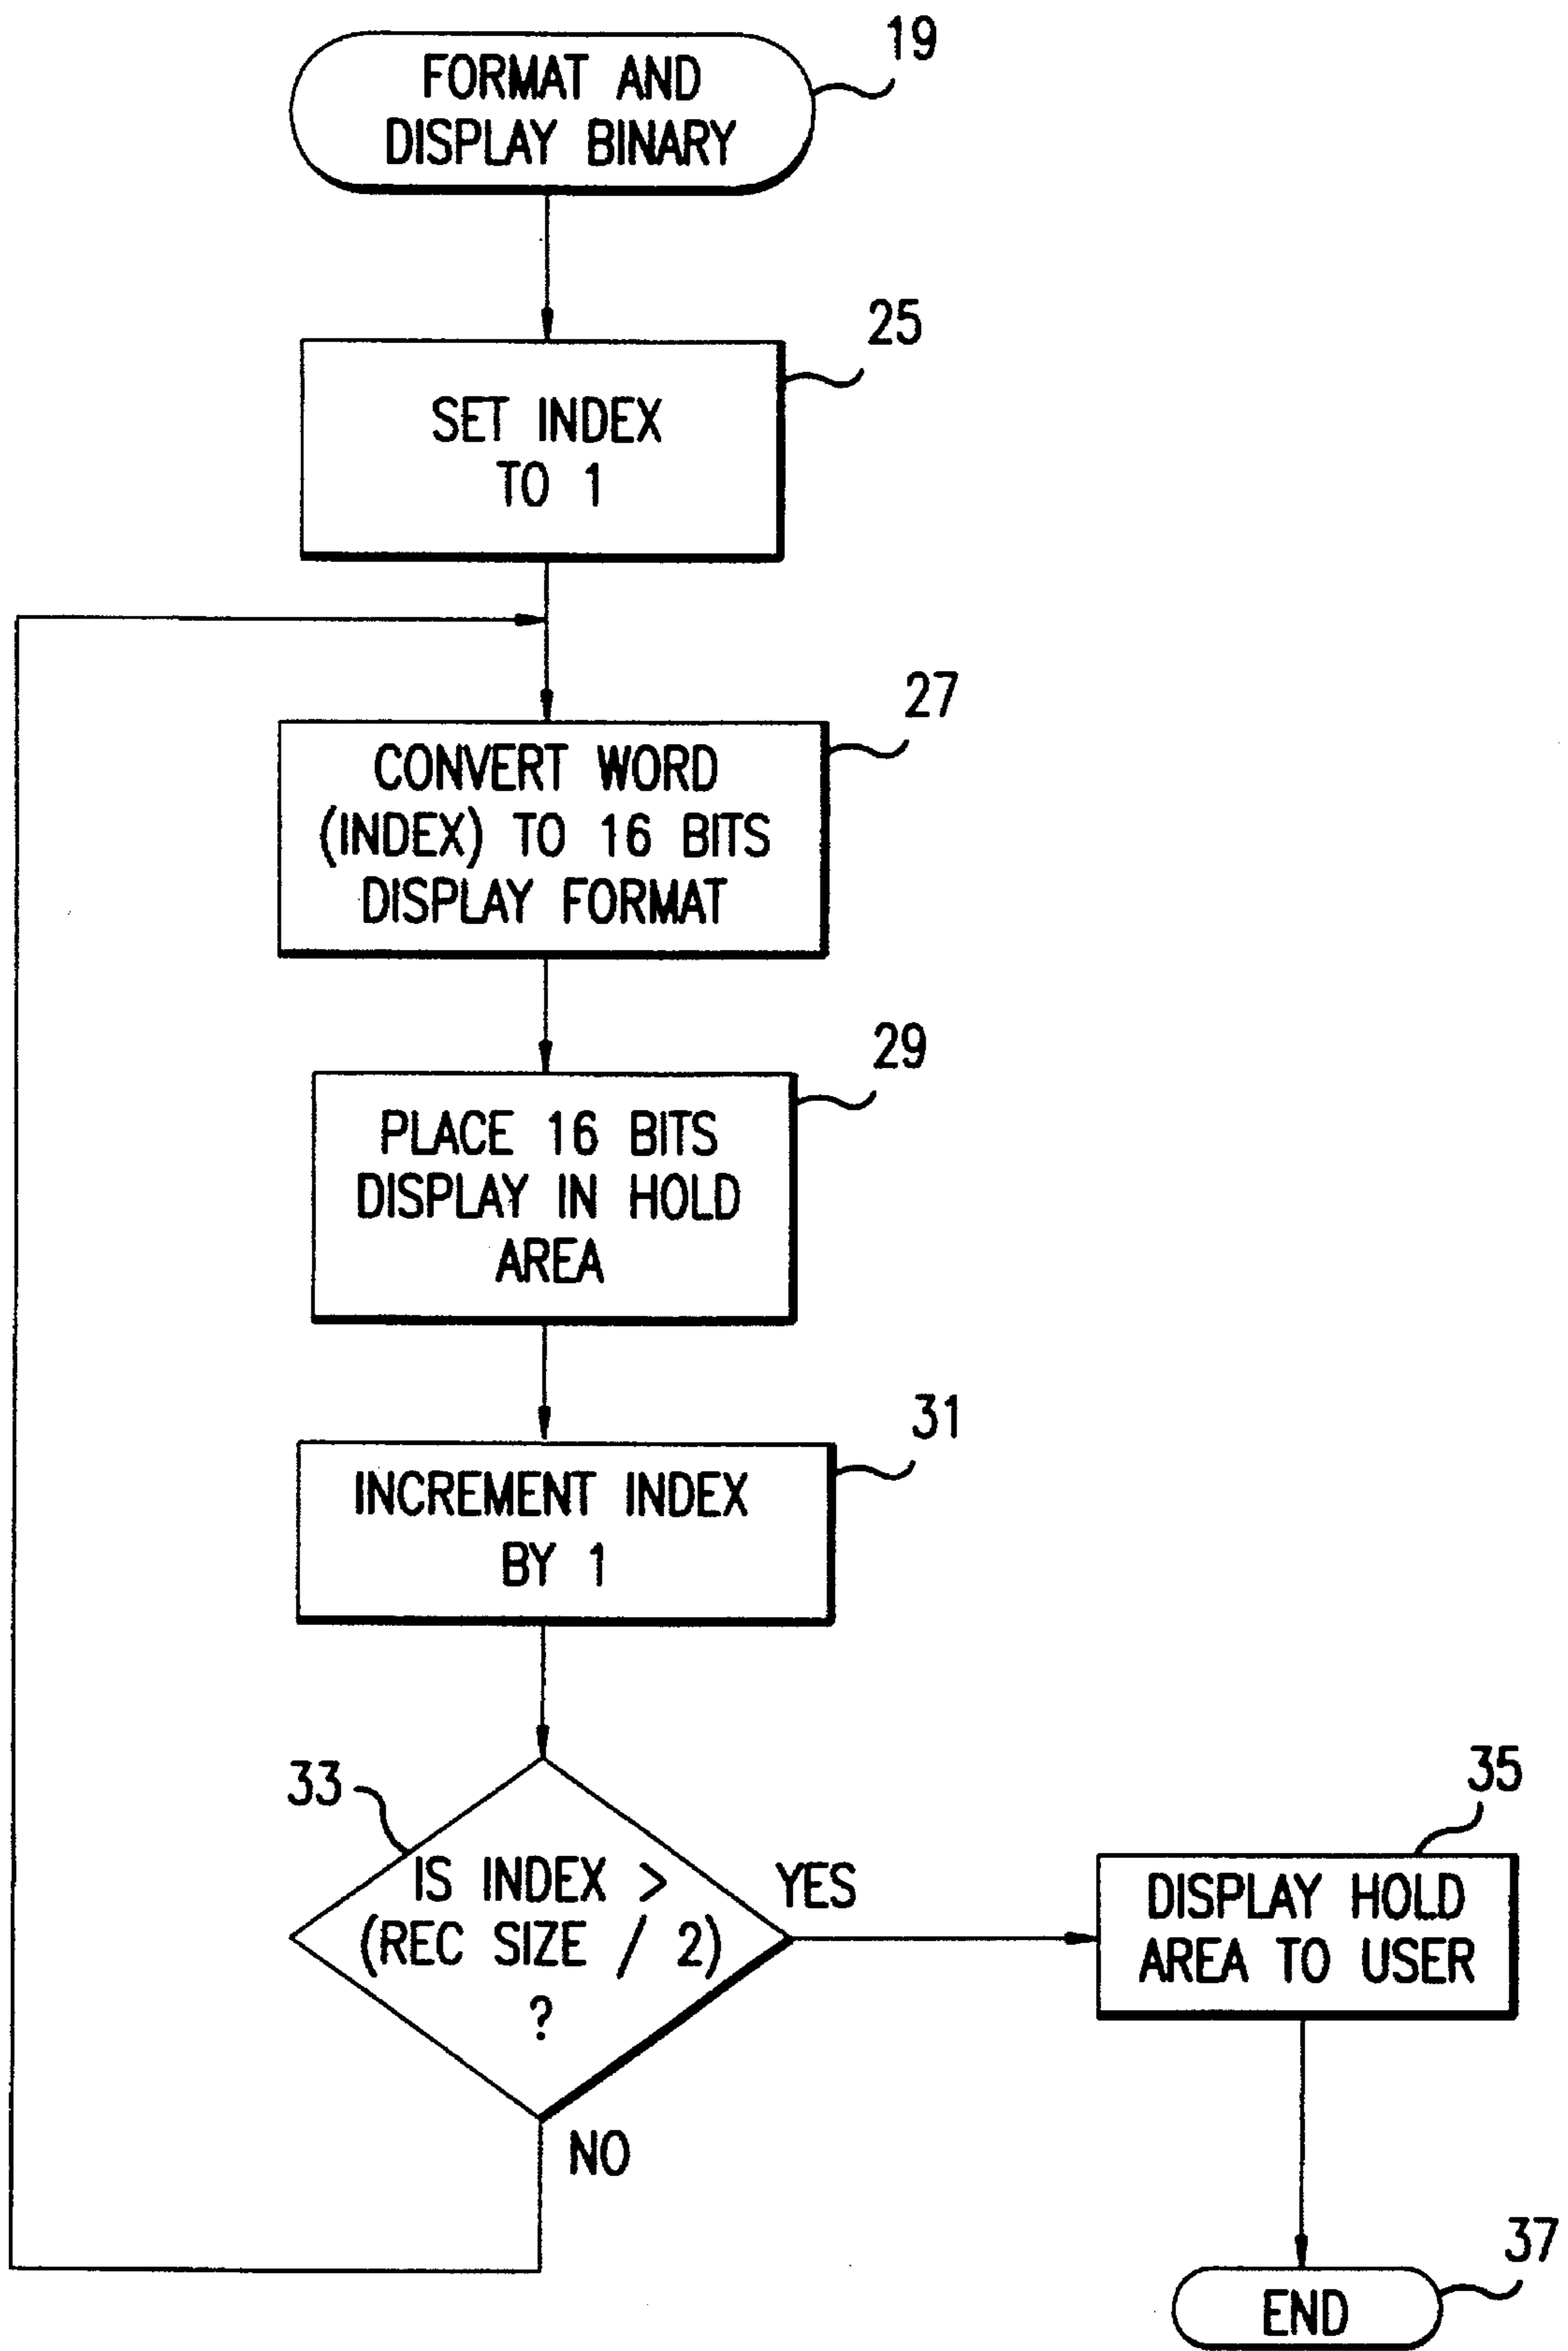 19
FORMAT AND
DISPLAY BINARY
25
SET INDEX
TO 1
27
CONVERT WORD
(INDEX) TO 16 BITS
DISPLAY FORMAT
29
PLACE 16 BITS
DISPLAY IN HOLD
AREA
31
INCREMENT INDEX
BY 1
33
IS INDEX >
(REC SIZE / 2)
?
YES
NO
35
DISPLAY HOLD
AREA TO USER
37
END